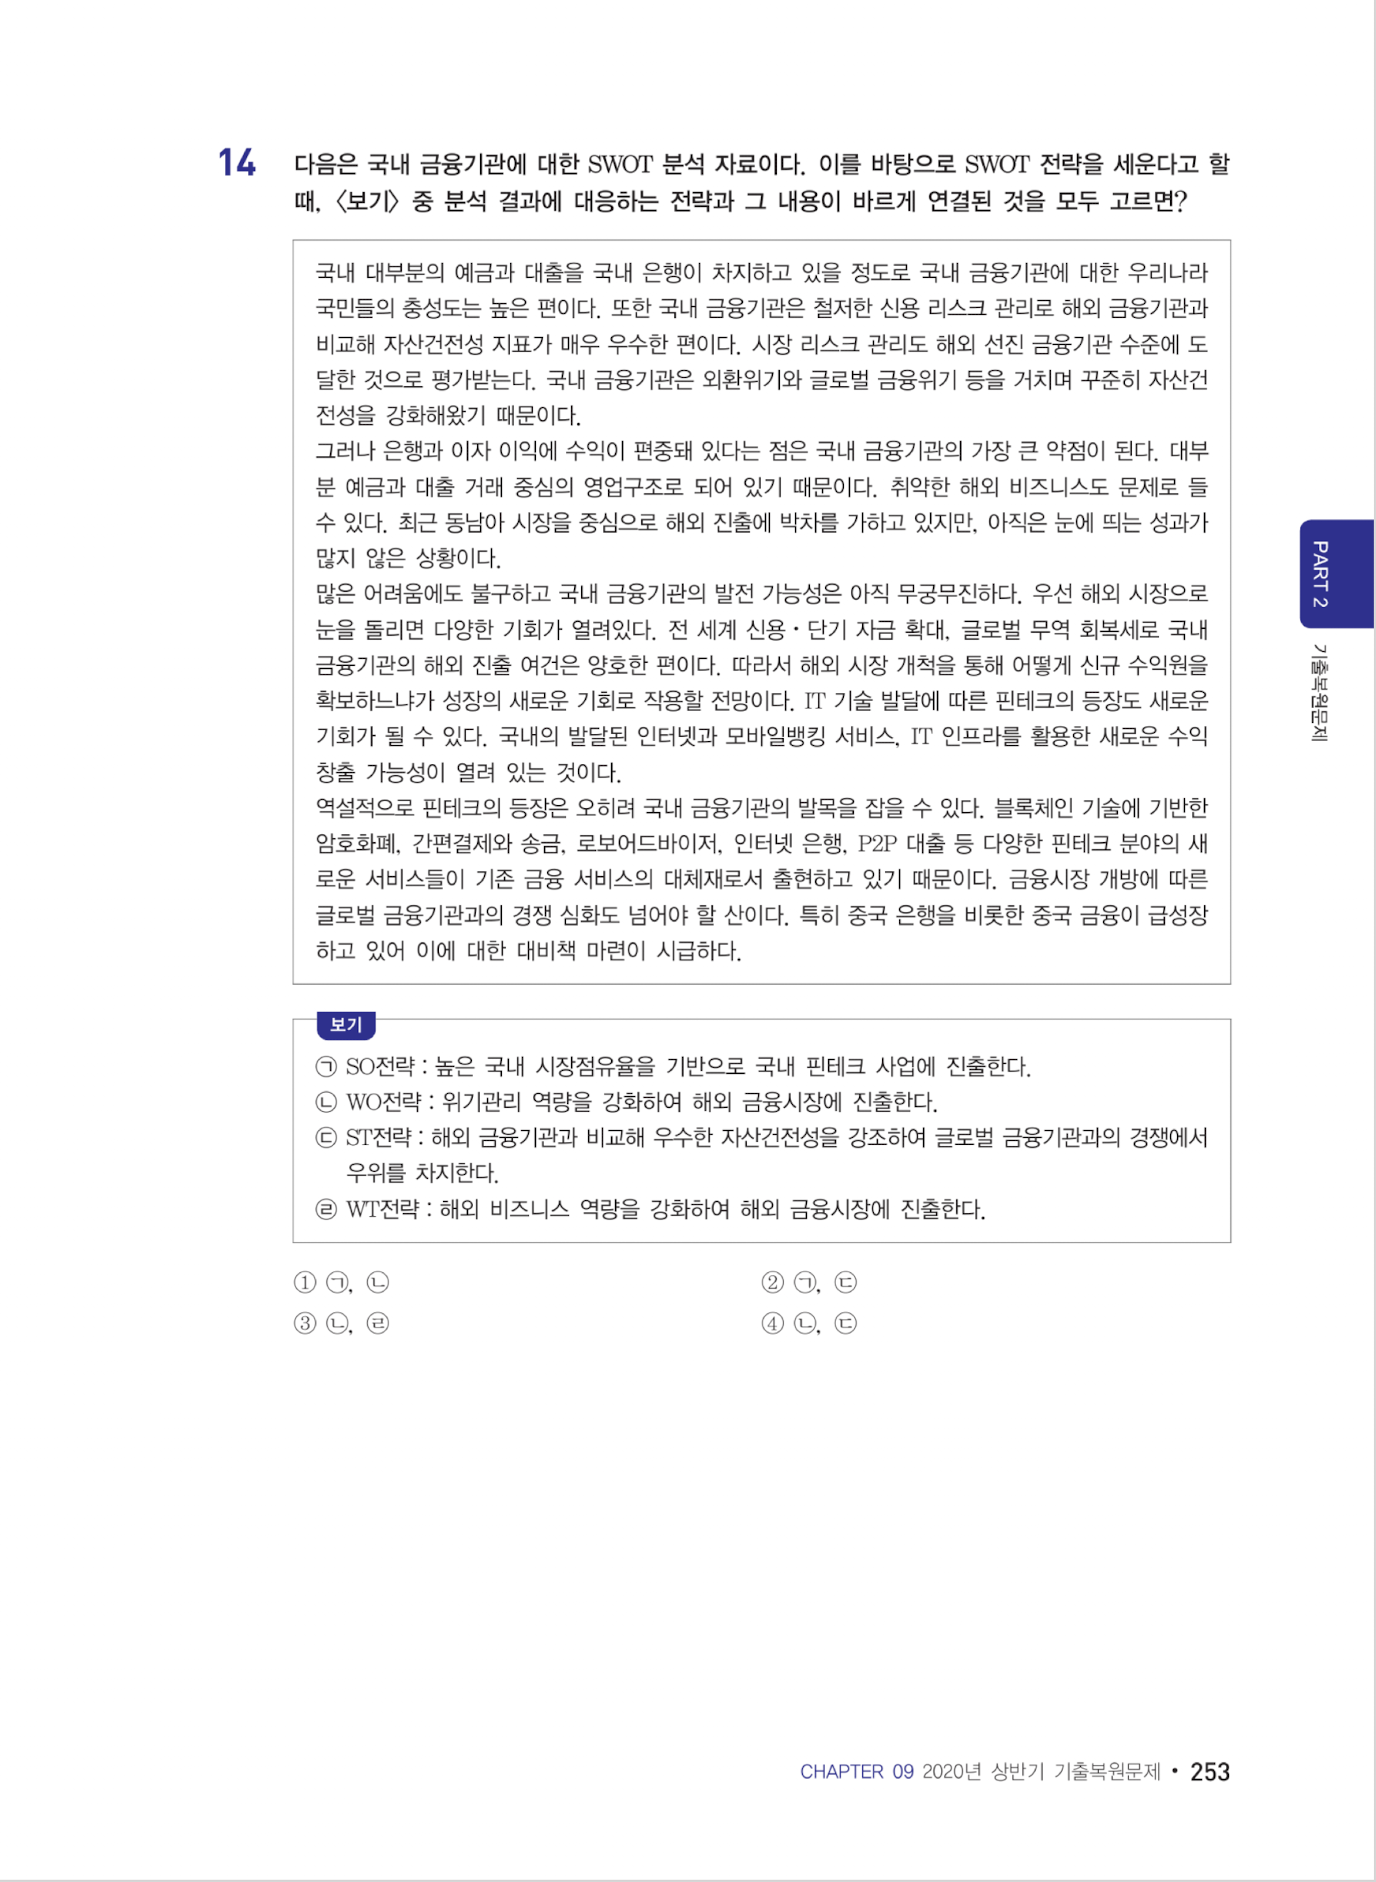 14 다음은 국내 금융기관에 대한 SWOT 분석 자료이다. 이를 바탕으로 SWOT 전략을 세운다고 할
때, 〈보기〉 중 분석 결과에 대응하는 전략과 그 내용이 바르게 연결된 것을 모두 고르면?
국내 대부분의 예금과 대출을 국내 은행이 차지하고 있을 정도로 국내 금융기관에 대한 우리나라
국민들의 충성도는 높은 편이다. 또한 국내 금융기관은 철저한 신용 리스크 관리로 해외 금융기관과
비교해 자산건전성 지표가 매우 우수한 편이다. 시장 리스크 관리도 해외 선진 금융기관 수준에 도
달한 것으로 평가받는다. 국내 금융기관은 외환위기와 글로벌 금융위기 등을 거치며 꾸준히 자산건
전성을 강화해왔기 때문이다.
그러나 은행과 이자 이익에 수익이 편중돼 있다는 점은 국내 금융기관의 가장 큰 약점이 된다. 대부
분 예금과 대출 거래 중심의 영업구조로 되어 있기 때문이다. 취약한 해외 비즈니스도 문제로 들
수 있다. 최근 동남아 시장을 중심으로 해외 진출에 박차를 가하고 있지만, 아직은 눈에 띄는 성과가
많지 않은 상황이다.
많은 어려움에도 불구하고 국내 금융기관의 발전 가능성은 아직 무궁무진하다. 우선 해외 시장으로
눈을 돌리면 다양한 기회가 열려있다. 전 세계 신용·단기 자금 확대, 글로벌 무역 회복세로 국내
금융기관의 해외 진출 여건은 양호한 편이다. 따라서 해외 시장 개척을 통해 어떻게 신규 수익원을
확보하느냐가 성장의 새로운 기회로 작용할 전망이다. IT 기술 발달에 따른 핀테크의 등장도 새로운
기회가 될 수 있다. 국내의 발달된 인터넷과 모바일뱅킹 서비스, IT 인프라를 활용한 새로운 수익
창출 가능성이 열려 있는 것이다.
역설적으로 핀테크의 등장은 오히려 국내 금융기관의 발목을 잡을 수 있다. 블록체인 기술에 기반한
암호화폐, 간편결제와 송금, 로보어드바이저, 인터넷 은행, P2P 대출 등 다양한 핀테크 분야의 새
로운 서비스들이 기존 금융 서비스의 대체재로서 출현하고 있기 때문이다. 금융시장 개방에 따른
글로벌 금융기관과의 경쟁 심화도 넘어야 할 산이다. 특히 중국 은행을 비롯한 중국 금융이 급성장
하고 있어 이에 대한 대비책 마련이 시급하다.
보기
㉠ SO전략 : 높은 국내 시장점유율을 기반으로 국내 핀테크 사업에 진출한다.
㉡ WO전략 : 위기관리 역량을 강화하여 해외 금융시장에 진출한다.
㉢ ST전략 : 해외 금융기관과 비교해 우수한 자산건전성을 강조하여 글로벌 금융기관과의 경쟁에서
우위를 차지한다.
㉣ WT전략 : 해외 비즈니스 역량을 강화하여 해외 금융시장에 진출한다.
① ㉠, ㉡ ② ㉠, ㉢
③ ㉡, ㉣ ④ ㉡, ㉢
PART 2
기출복원문제
CHAPTER 09 2020년 상반기 기출복원문제 • 253